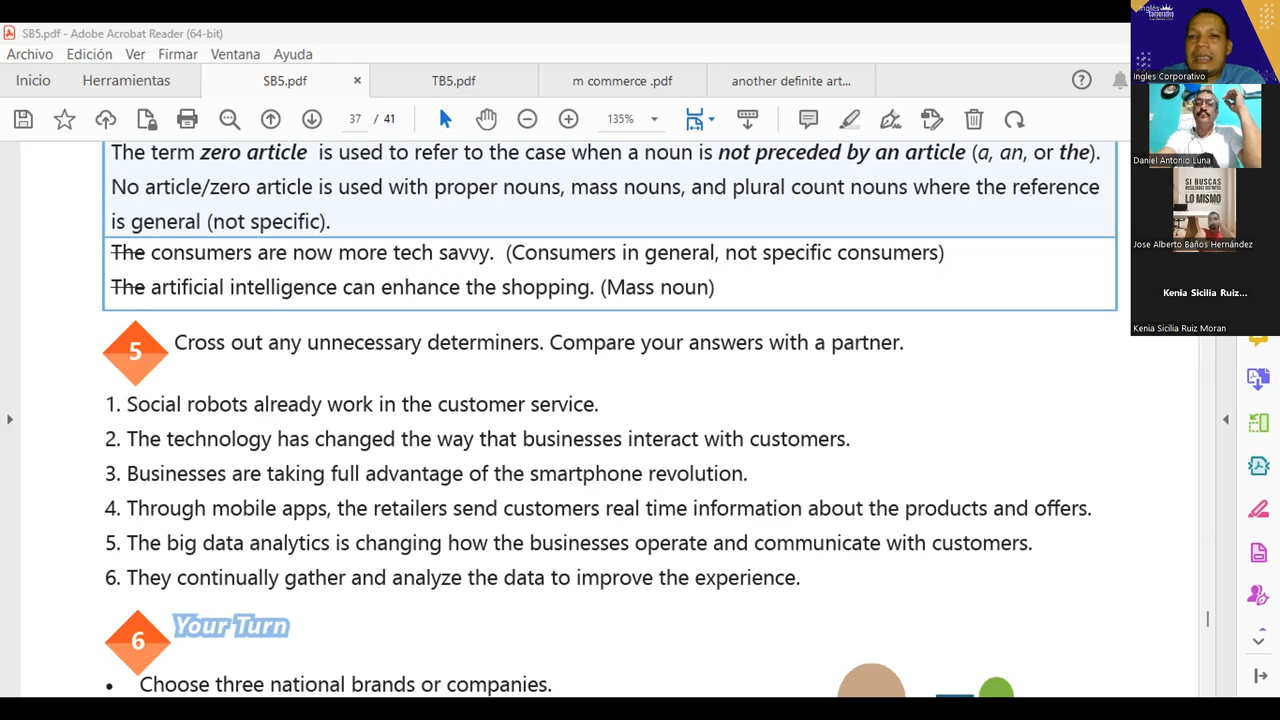 SB5.pdf - Adobe Acrobat Reader (64-bit)
Archivo Edición Ver Firmar Ventana Ayuda
Inicio Herramientas SB5.pdf × TB5.pdf m commerce .pdf another definite art...
37 / 41 135%
The term zero article is used to refer to the case when a noun is not preceded by an article (a, an, or the).
No article/zero article is used with proper nouns, mass nouns, and plural count nouns where the reference
is general (not specific).
The consumers are now more tech savvy. (Consumers in general, not specific consumers)
The artificial intelligence can enhance the shopping. (Mass noun)
5 Cross out any unnecessary determiners. Compare your answers with a partner.
1. Social robots already work in the customer service.
2. The technology has changed the way that businesses interact with customers.
3. Businesses are taking full advantage of the smartphone revolution.
4. Through mobile apps, the retailers send customers real time information about the products and offers.
5. The big data analytics is changing how the businesses operate and communicate with customers.
6. They continually gather and analyze the data to improve the experience.
6 Your Turn
• Choose three national brands or companies.
Inglés
Corporativo
Ingles Corporativo
Daniel Antonio Luna
SI BUSCAS
RESULTADOS DISTINTOS
LO MISMO
Jose Alberto Baños Hernández
Kenia Sicilia Ruiz...
Kenia Sicilia Ruiz Moran